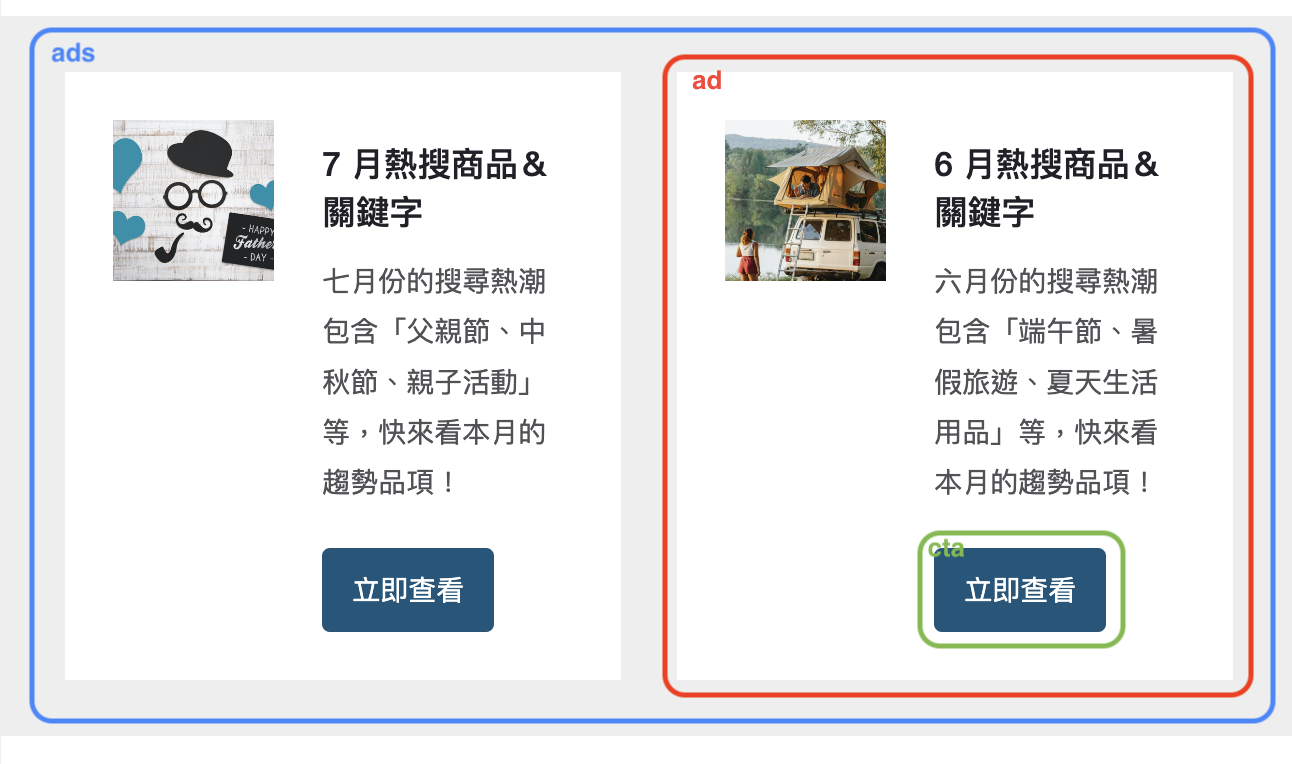 ads
7 月熱搜商品&
關鍵字
七月份的搜尋熱潮
包含「父親節、中
秋節、親子活動」
等，快來看本月的
趨勢品項！
立即查看
- HAPPY
Father
- DAY -
ad
6 月熱搜商品&
關鍵字
六月份的搜尋熱潮
包含「端午節、暑
假旅遊、夏天生活
用品」等，快來看
本月的趨勢品項！
cta
立即查看